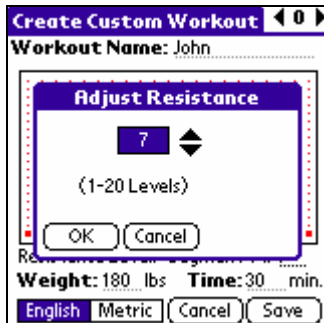 Create Custom Workout 0
Workout Name: John
Adjust Resistance
7
(1-20 Levels)
OK Cancel
Weight: 180 lbs Time: 30 min.
English Metric Cancel Save